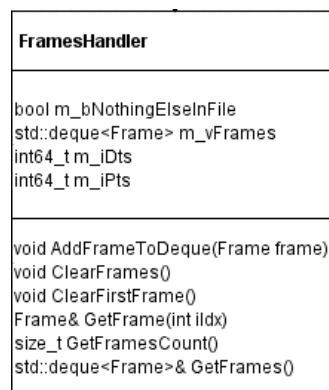 FramesHandler
bool m_bNothingElseInFile
std::deque<Frame> m_vFrames
int64_t m_iDts
int64_t m_iPts
void AddFrameToDeque(Frame frame)
void ClearFrames()
void ClearFirstFrame()
Frame& GetFrame(int iIdx)
size_t GetFramesCount()
std::deque<Frame>& GetFrames()